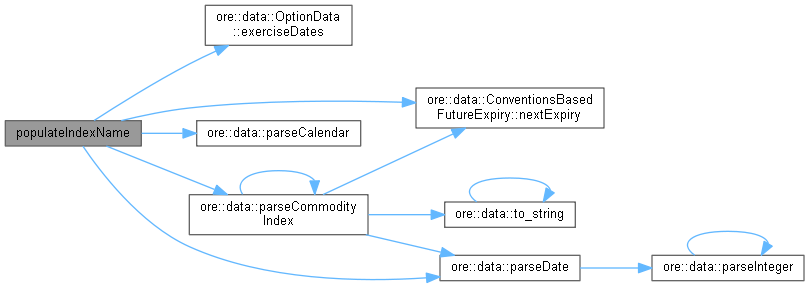 ore::data::OptionData
::exerciseDates
ore::data::ConventionsBased
FutureExpiry::nextExpiry
populateIndexName
ore::data::parseCalendar
ore::data::parseCommodity
Index
ore::data::to_string
ore::data::parseDate
ore::data::parseInteger